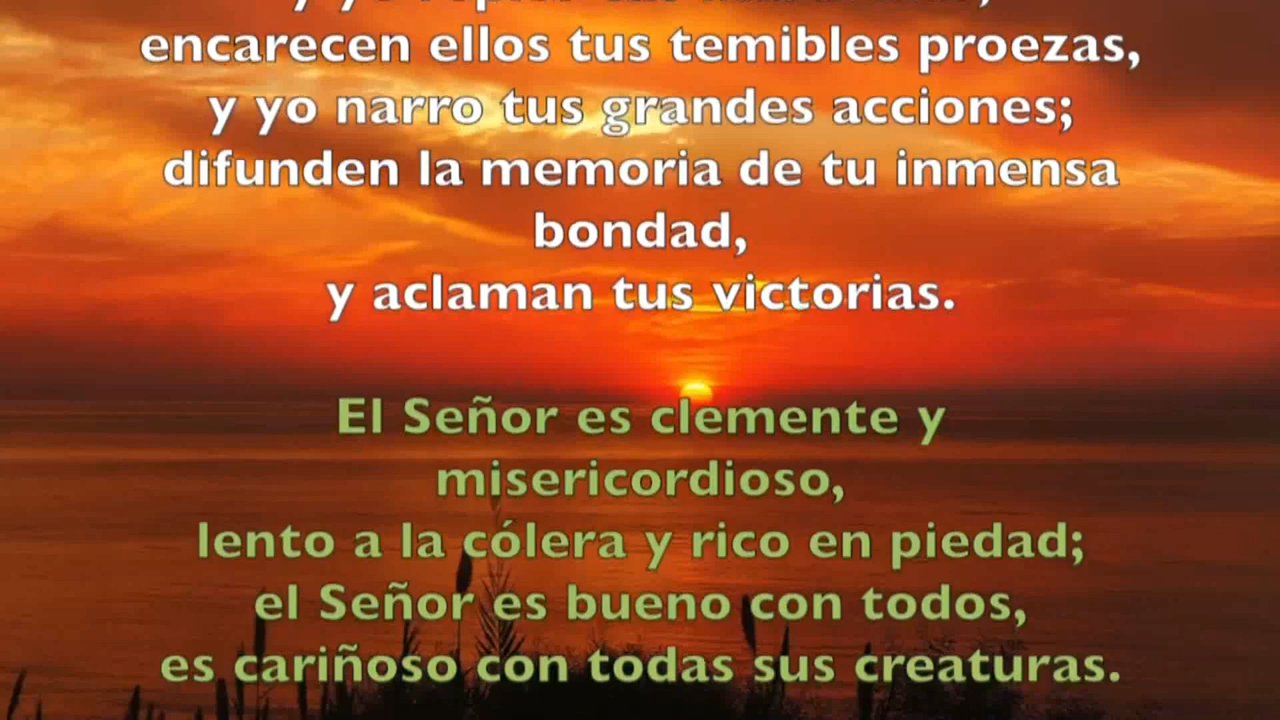 y yo
encarecen ellos tus temibles proezas,
y yo narro tus grandes acciones;
difunden la memoria de tu inmensa
bondad,
y aclaman tus victorias.
El Señor es clemente y
misericordioso,
lento a la cólera y rico en piedad;
el Señor es bueno con todos,
es cariñoso con todas sus creaturas.